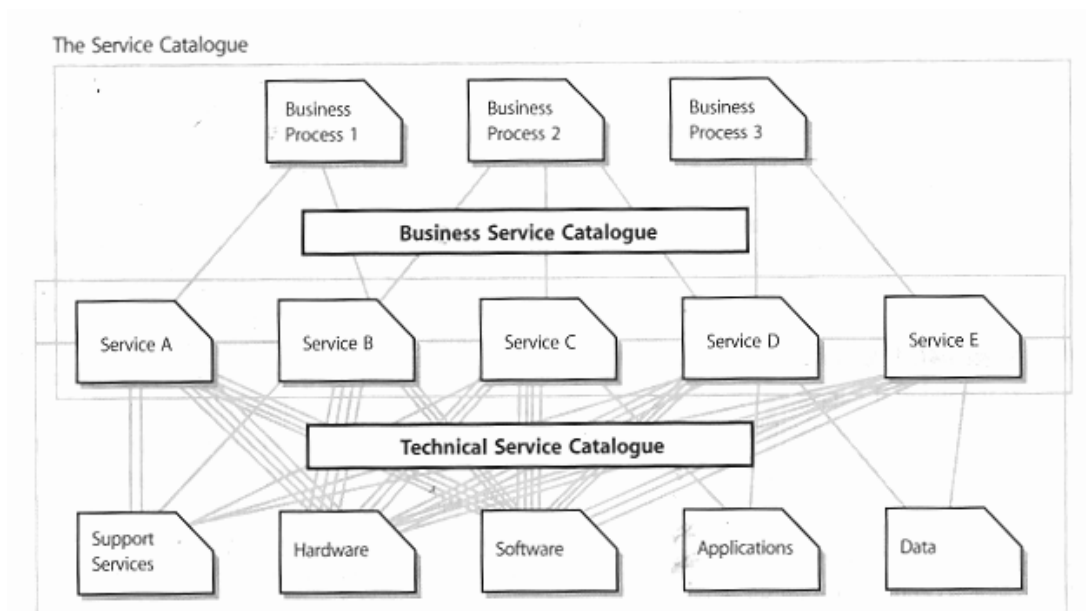 The Service Catalogue
Business
Process 1
Business
Process 2
Business
Process 3
Business Service Catalogue
Service A
Service B
Service C
Service D
Service E
Technical Service Catalogue
Support
Services
Hardware
Software
Applications
Data